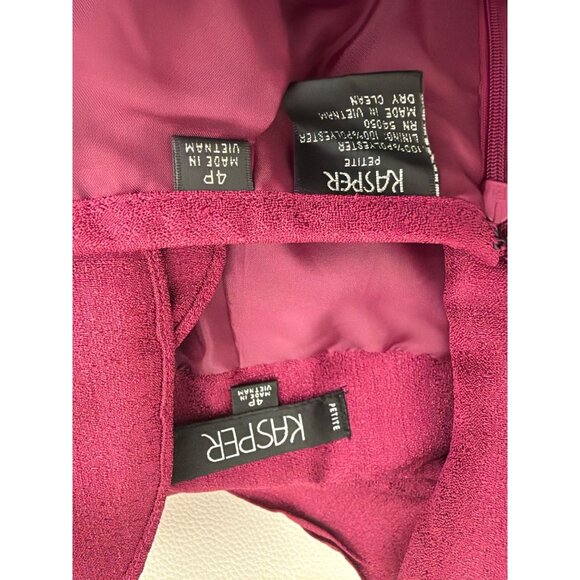 KASPER
PETITE
100%POLYESTER
LINING: 100%POLYESTER
RN 54050
MADE IN VIETNAM
DRY CLEAN
4P
MADE IN
VIETNAM
KASPER
PETITE
4P
MADE IN
VIETNAM